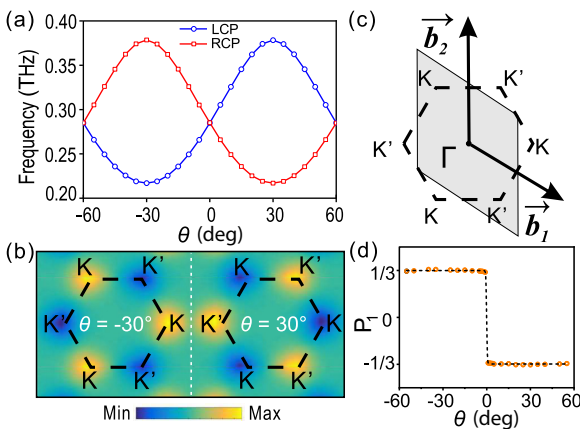 (a)
LCP
RCP
Frequency (THz)
0.40
0.35
0.30
0.25
0.20
-60 -30 0 30 60
θ (deg)
(b)
K K' K K'
K' θ = -30° K K' θ = 30° K
K K' K K'
Min Max
(c)
b₂
K K'
K' Γ K
K K'
b₁
(d)
P₁
1/3
0
-1/3
-60 -30 0 30 60
θ (deg)